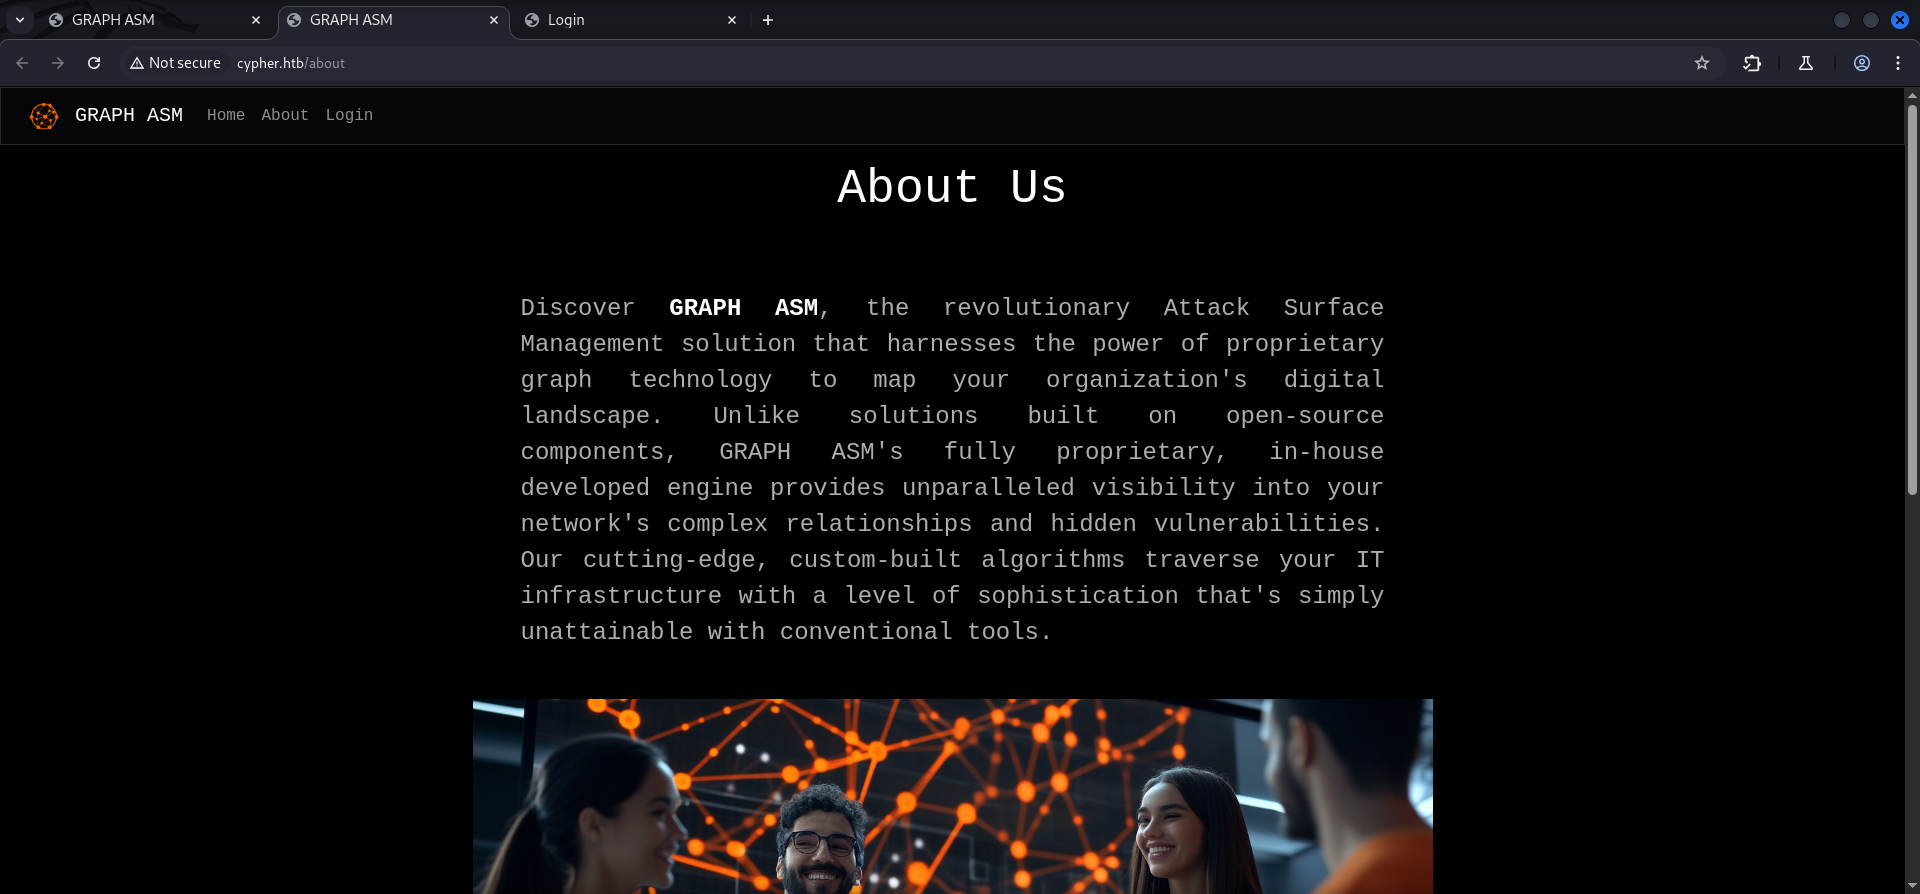 GRAPH ASM
GRAPH ASM
Login
Not secure
cypher.htb/about
GRAPH ASM
Home
About
Login
About Us
Discover GRAPH ASM, the revolutionary Attack Surface
Management solution that harnesses the power of proprietary
graph technology to map your organization's digital
landscape. Unlike solutions built on open-source
components, GRAPH ASM's fully proprietary, in-house
developed engine provides unparalleled visibility into your
network's complex relationships and hidden vulnerabilities.
Our cutting-edge, custom-built algorithms traverse your IT
infrastructure with a level of sophistication that's simply
unattainable with conventional tools.